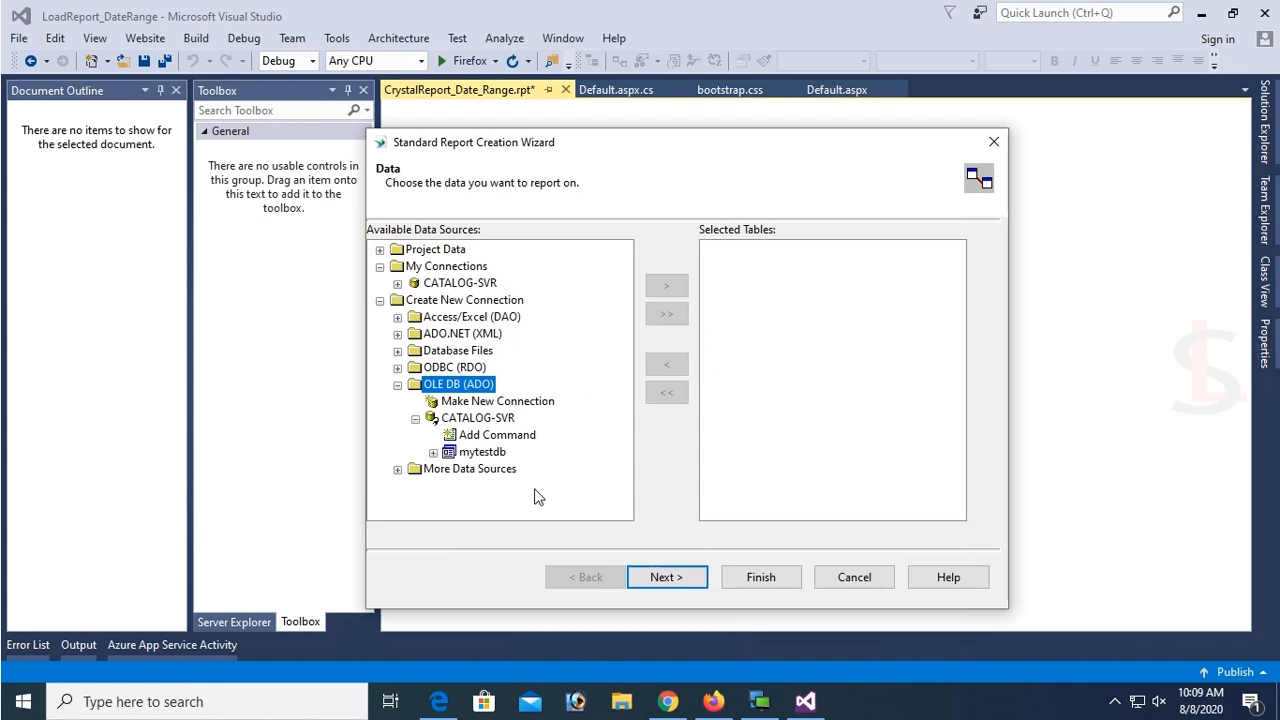 LoadReport_DateRange - Microsoft Visual Studio
Quick Launch (Ctrl+Q)
File Edit View Website Build Debug Team Tools Architecture Test Analyze Window Help
Sign in
Debug Any CPU Firefox
Document Outline
Toolbox
CrystalReport_Date_Range.rpt* Default.aspx.cs bootstrap.css Default.aspx
Search Toolbox
General
There are no items to show for
the selected document.
There are no usable controls in
this group. Drag an item onto
this text to add it to the
toolbox.
Standard Report Creation Wizard
Data
Choose the data you want to report on.
Available Data Sources:
Selected Tables:
Project Data
My Connections
CATALOG-SVR
Create New Connection
Access/Excel (DAO)
ADO.NET (XML)
Database Files
ODBC (RDO)
OLE DB (ADO)
Make New Connection
CATALOG-SVR
Add Command
mytestdb
More Data Sources
>
>>
<
<<
< Back Next > Finish Cancel Help
Solution Explorer
Team Explorer
Class View
Properties
Server Explorer Toolbox
Error List Output Azure App Service Activity
Publish
Type here to search
10:09 AM
8/8/2020
1